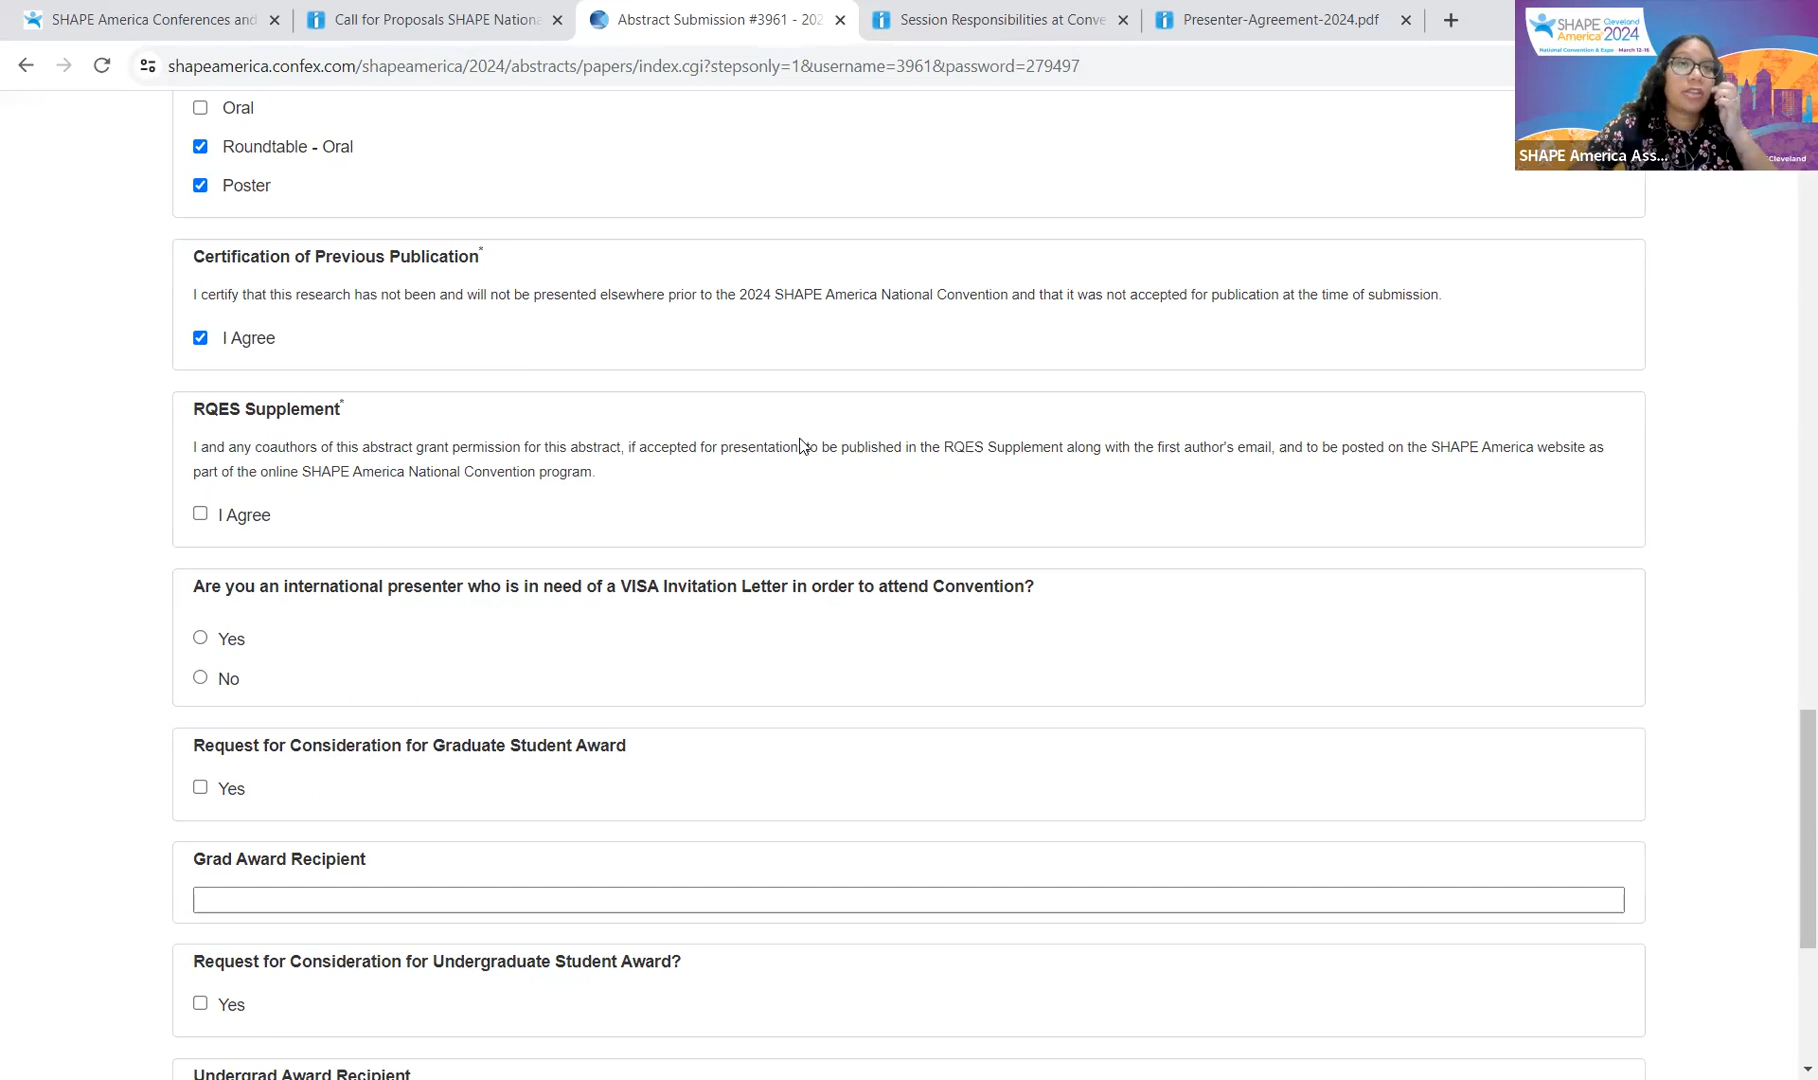 SHAPE America Conferences and
Call for Proposals SHAPE Nationa
Abstract Submission #3961 - 202
Session Responsibilities at Conve
Presenter-Agreement-2024.pdf
shapeamerica.confex.com/shapeamerica/2024/abstracts/papers/index.cgi?stepsonly=1&username=3961&password=279497
SHAPE Cleveland
America 2024
National Convention & Expo March 12-16
SHAPE America Ass...
Cleveland
Oral
Roundtable - Oral
Poster
Certification of Previous Publication*
I certify that this research has not been and will not be presented elsewhere prior to the 2024 SHAPE America National Convention and that it was not accepted for publication at the time of submission.
I Agree
RQES Supplement*
I and any coauthors of this abstract grant permission for this abstract, if accepted for presentation, to be published in the RQES Supplement along with the first author's email, and to be posted on the SHAPE America website as
part of the online SHAPE America National Convention program.
I Agree
Are you an international presenter who is in need of a VISA Invitation Letter in order to attend Convention?
Yes
No
Request for Consideration for Graduate Student Award
Yes
Grad Award Recipient
Request for Consideration for Undergraduate Student Award?
Yes
Undergrad Award Recipient